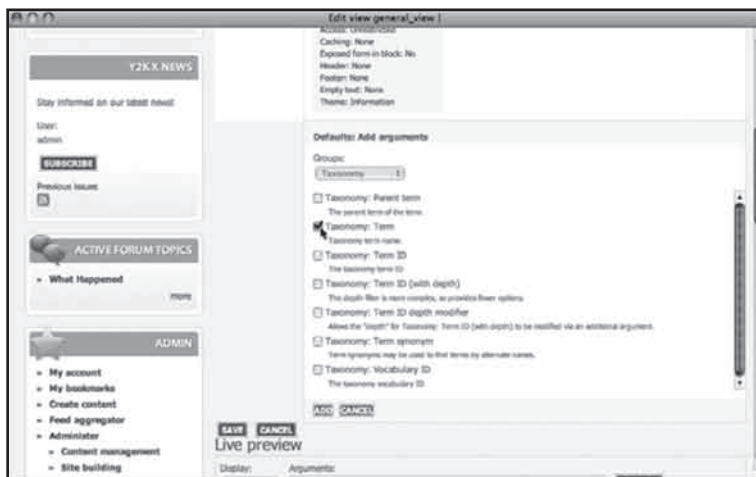 Edit view general_view |
Access: Unrestricted
Caching: None
Exposed form in block: No
Header: None
Footer: None
Empty text: None
Theme: Information
Y2KX NEWS
Stay informed on our latest news!
User:
admin
SUBSCRIBE
Previous issues
ACTIVE FORUM TOPICS
What Happened
more
ADMIN
My account
My bookmarks
Create content
Feed aggregator
Administer
Content management
Site building
Defaults: Add arguments
Groups:
Taxonomy
Taxonomy: Parent term
The parent term of the term.
Taxonomy: Term
Taxonomy term name.
Taxonomy: Term ID
The taxonomy term ID
Taxonomy: Term ID (with depth)
The depth filter is more complex, so provides fewer options.
Taxonomy: Term ID depth modifier
Allows the "depth" for Taxonomy: Term ID (with depth) to be modified via an additional argument.
Taxonomy: Term synonym
Term synonyms may be used to find terms by alternate names.
Taxonomy: Vocabulary ID
The taxonomy vocabulary ID.
ADD CANCEL
SAVE CANCEL
Live preview
Display: Arguments: